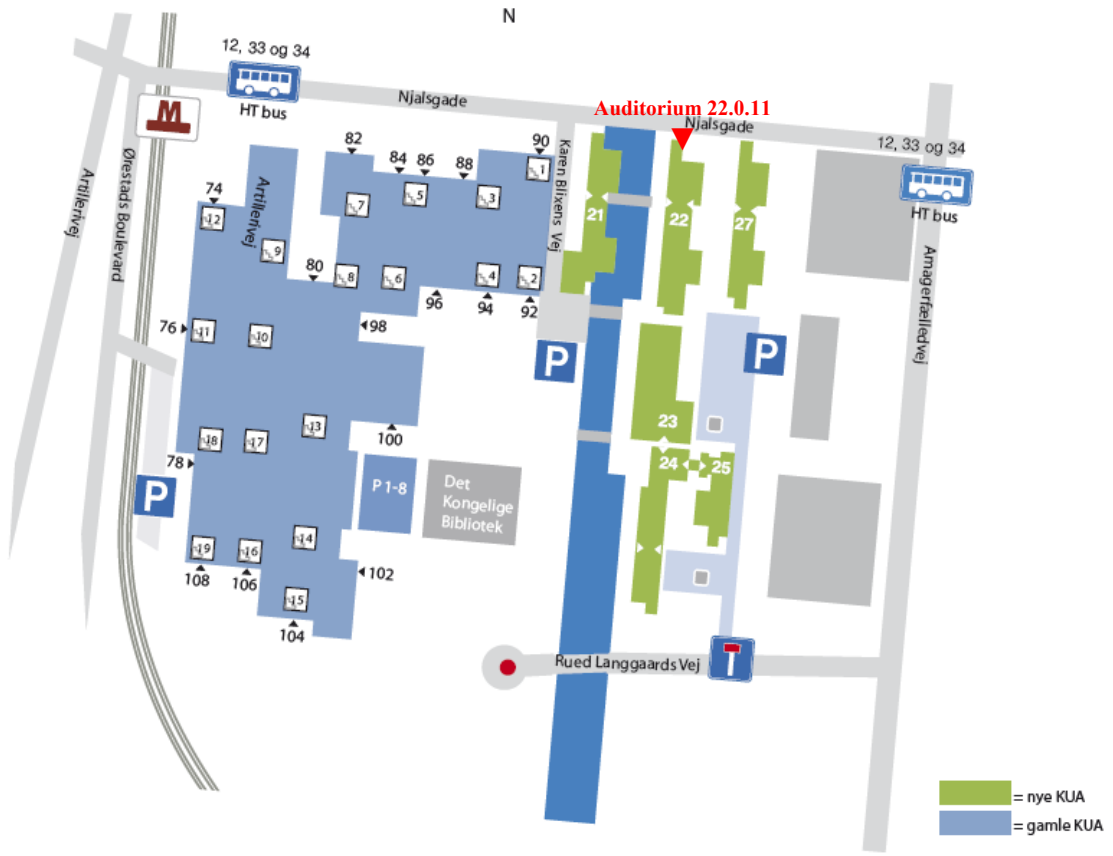 N
12, 33 og 34
HT bus
M
Njalsgade
Auditorium 22.0.11
Njalsgade
12, 33 og 34
HT bus
Artillerivej
Ørestads Boulevard
Artillerivej
Karen Blixens Vej
Amagerfælledvej
82
84
86
88
90
74
80
76
78
96
94
92
98
100
102
108
106
104
1
2
3
4
5
6
7
8
9
10
11
12
13
14
15
16
17
18
19
21
22
27
23
24
25
P
P
P
P 1-8
Det
Kongelige
Bibliotek
Rued Langgaards Vej
= nye KUA
= gamle KUA